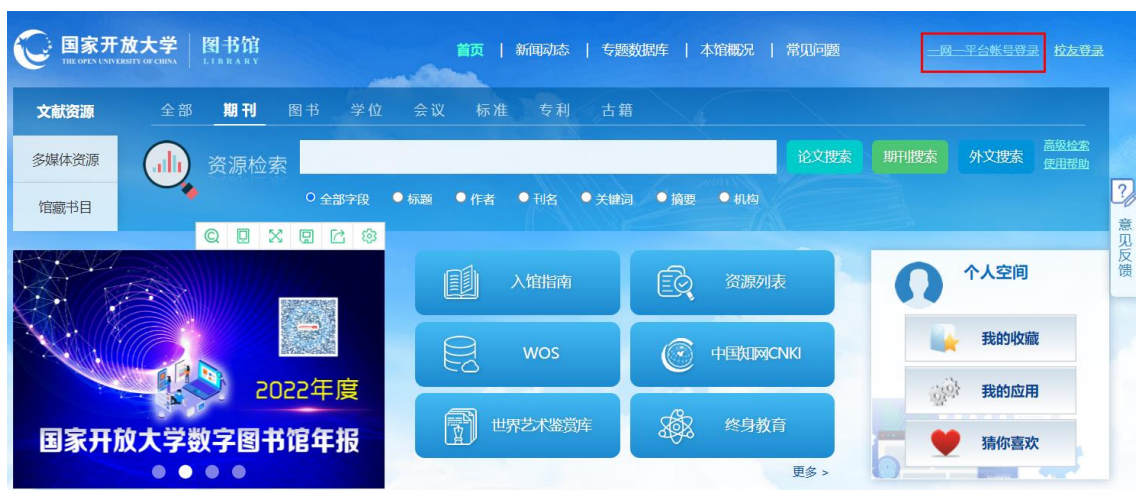 国家开放大学
THE OPEN UNIVERSITY OF CHINA
图书馆
LIBRARY
首页 | 新闻动态 | 专题数据库 | 本馆概况 | 常见问题
一网一平台帐号登录 校友登录
文献资源
全部 期刊 图书 学位 会议 标准 专利 古籍
多媒体资源
馆藏书目
资源检索
论文搜索 期刊搜索 外文搜索
高级检索
使用帮助
全部字段 标题 作者 刊名 关键词 摘要 机构
意见反馈
2022年度
国家开放大学数字图书馆年报
入馆指南
资源列表
WOS
中国知网CNKI
世界艺术鉴赏库
终身教育
更多 >
个人空间
我的收藏
我的应用
猜你喜欢